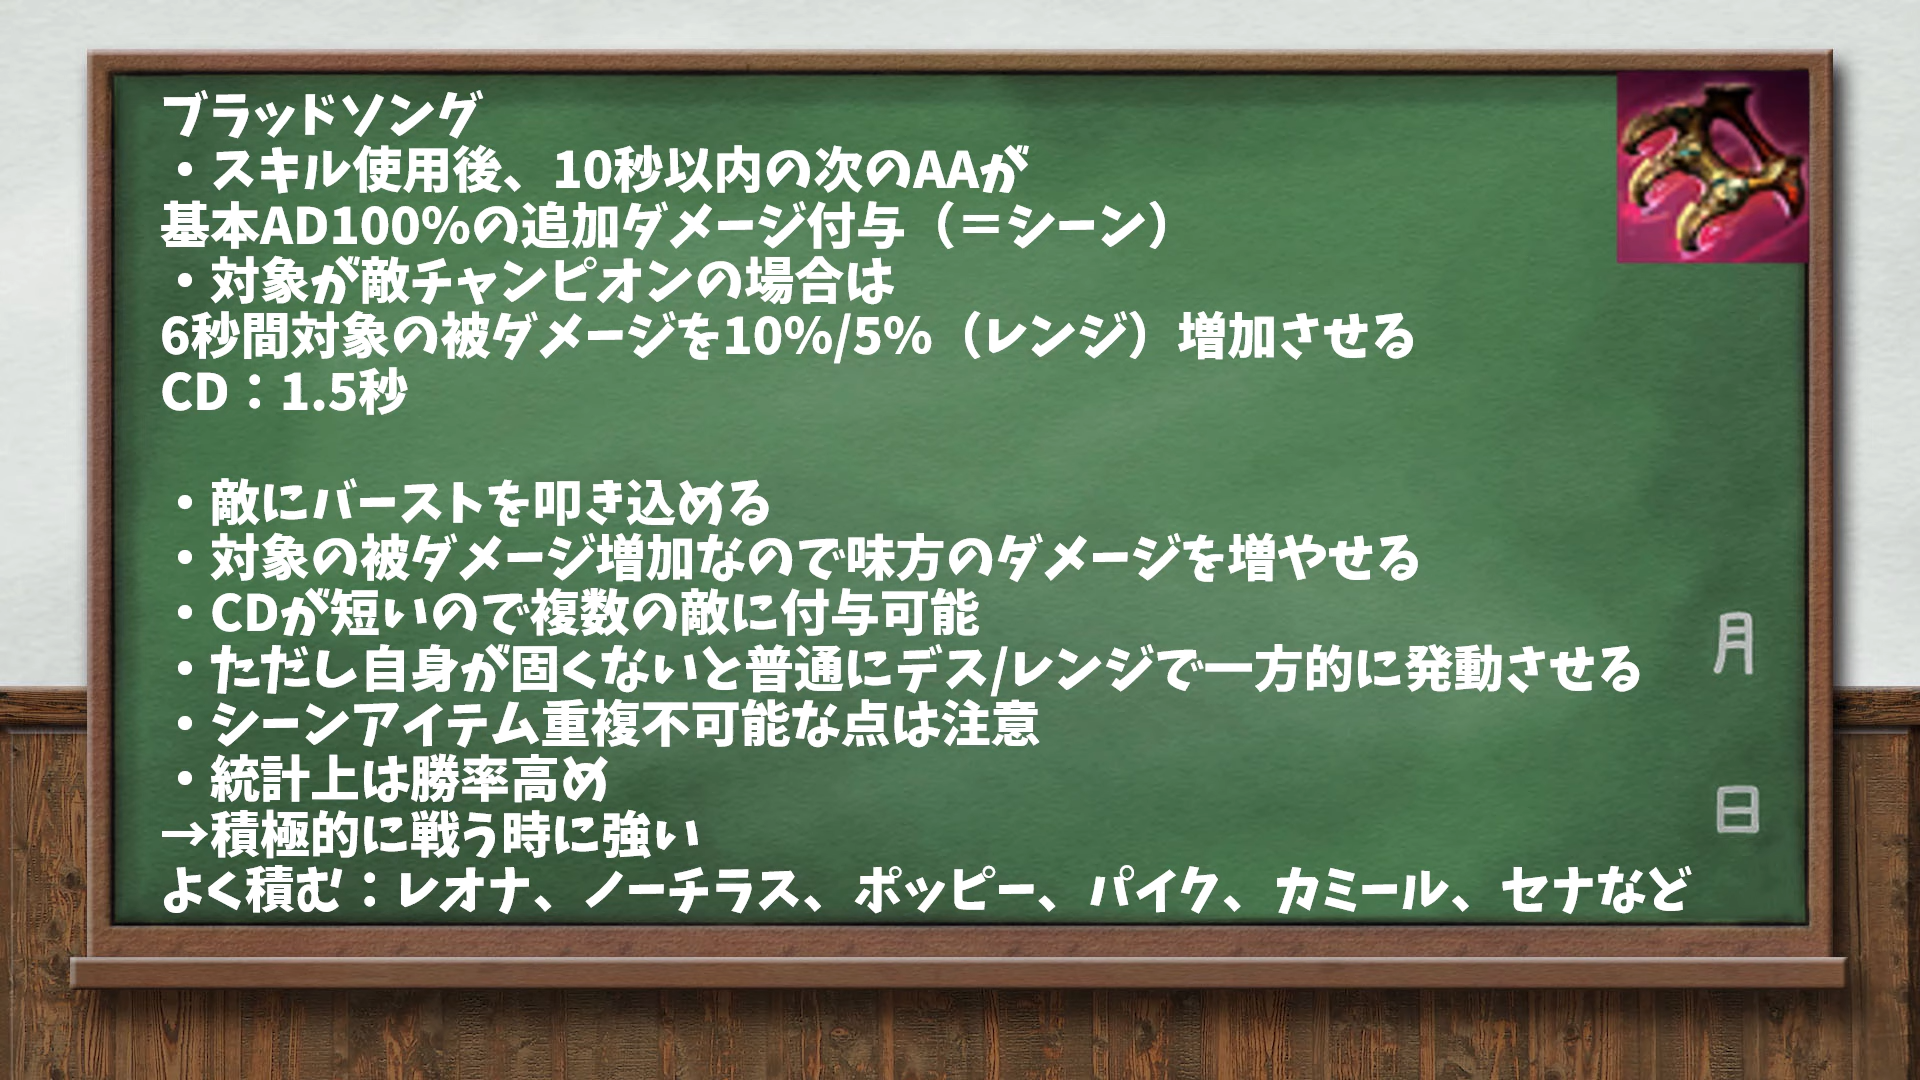 ブラッドソング
・スキル使用後、10秒以内の次のAAが
基本AD100%の追加ダメージ付与（＝シーン）
・対象が敵チャンピオンの場合は
6秒間対象の被ダメージを10%/5%（レンジ）増加させる
CD：1.5秒
・敵にバーストを叩き込める
・対象の被ダメージ増加なので味方のダメージを増やせる
・CDが短いので複数の敵に付与可能
・ただし自身が固くないと普通にデス/レンジで一方的に発動させる
・シーンアイテム重複不可能な点は注意
・統計上は勝率高め
→積極的に戦う時に強い
よく積む：レオナ、ノーチラス、ポッピー、パイク、カミール、セナなど
月
日